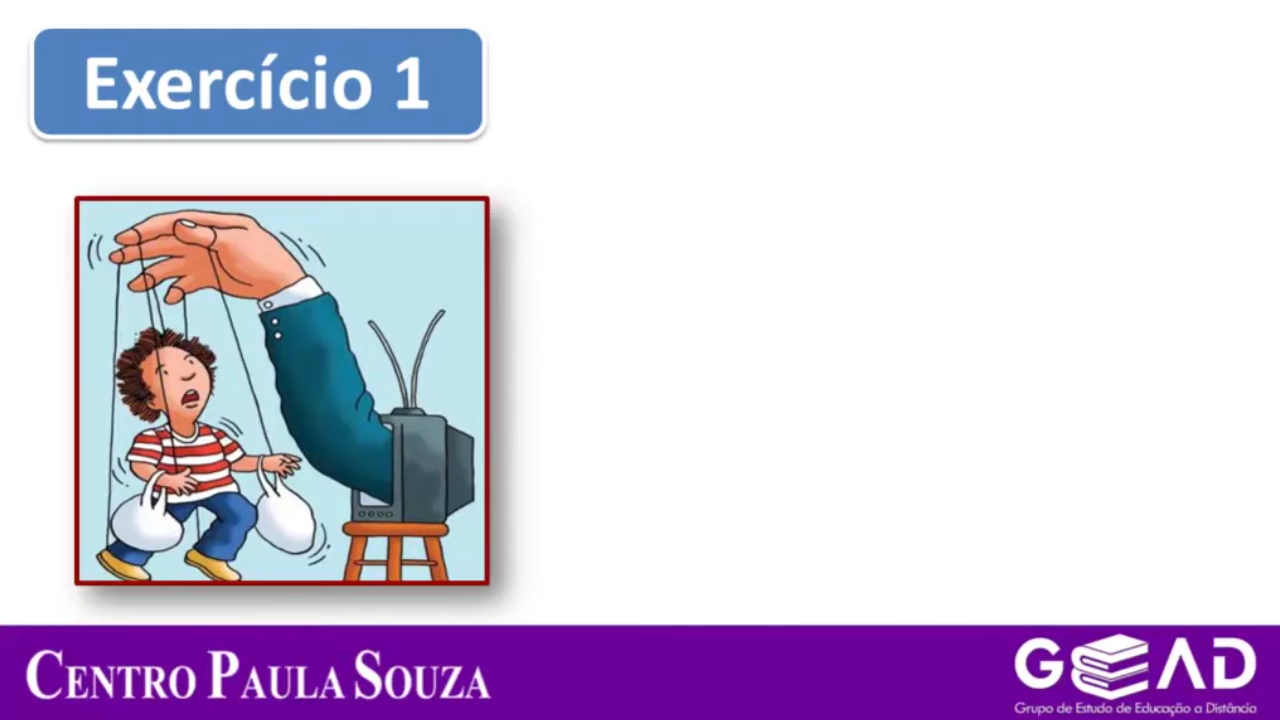 Exercício 1
CENTRO PAULA SOUZA
GEAD
Grupo de Estudo de Educação a Distância